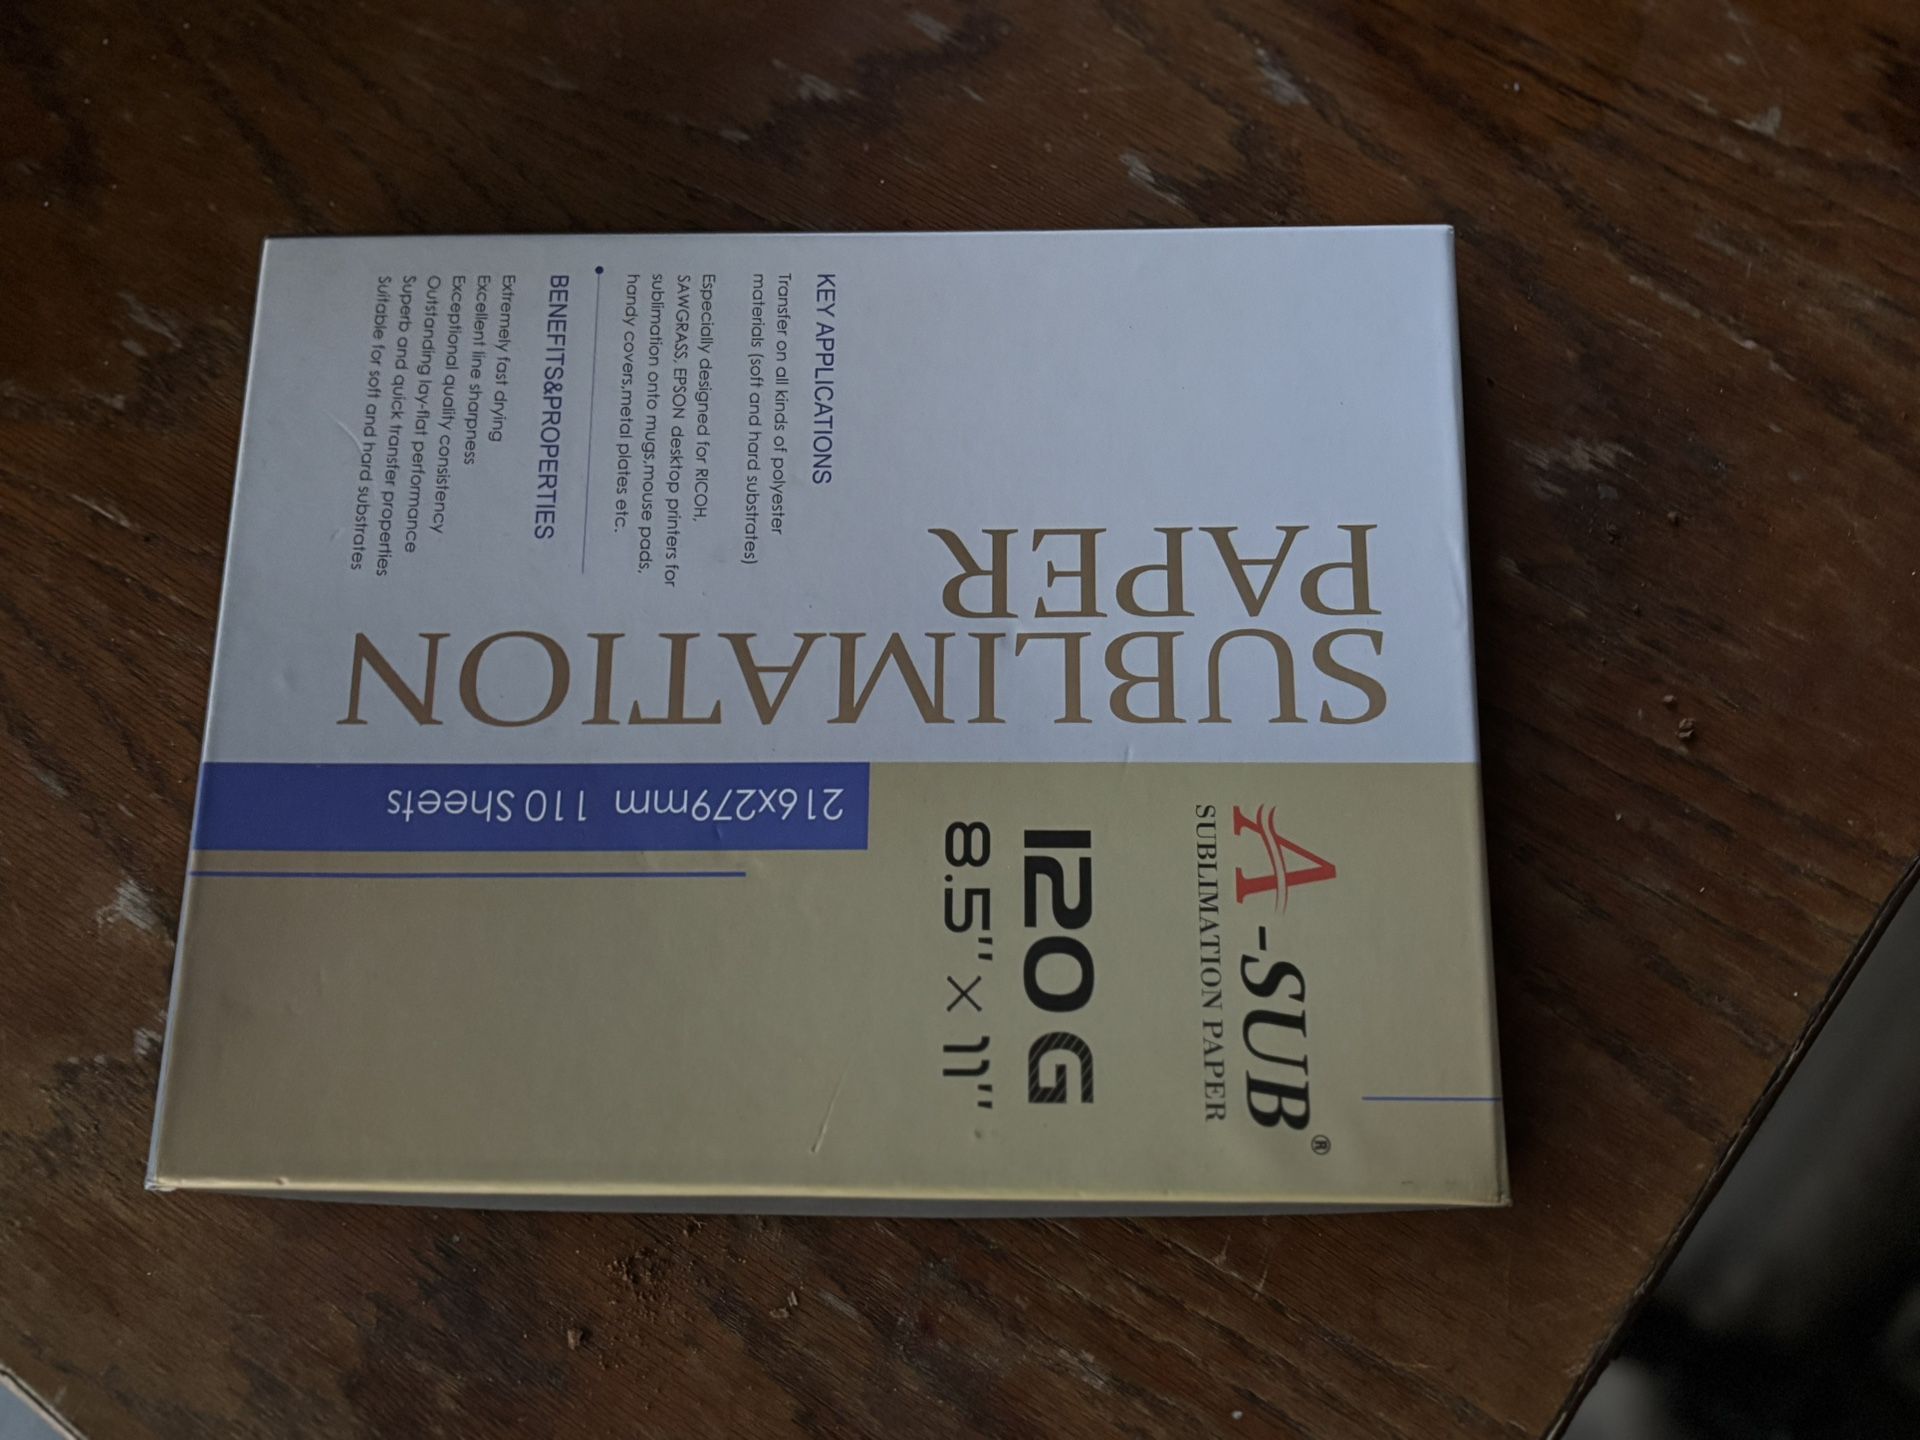 A-SUB®
SUBLIMATION PAPER
120G
8.5" × 11"
216x279mm 110 Sheets
SUBLIMATION
PAPER
KEY APPLICATIONS
Transfer on all kinds of polyester
materials (soft and hard substrates)
Especially designed for RICOH,
SAWGRASS, EPSON desktop printers for
sublimation onto mugs,mouse pads,
handy covers,metal plates etc.
BENEFITS&PROPERTIES
Extremely fast drying
Excellent line sharpness
Exceptional quality consistency
Outstanding lay-flat performance
Superb and quick transfer properties
Suitable for soft and hard substrates